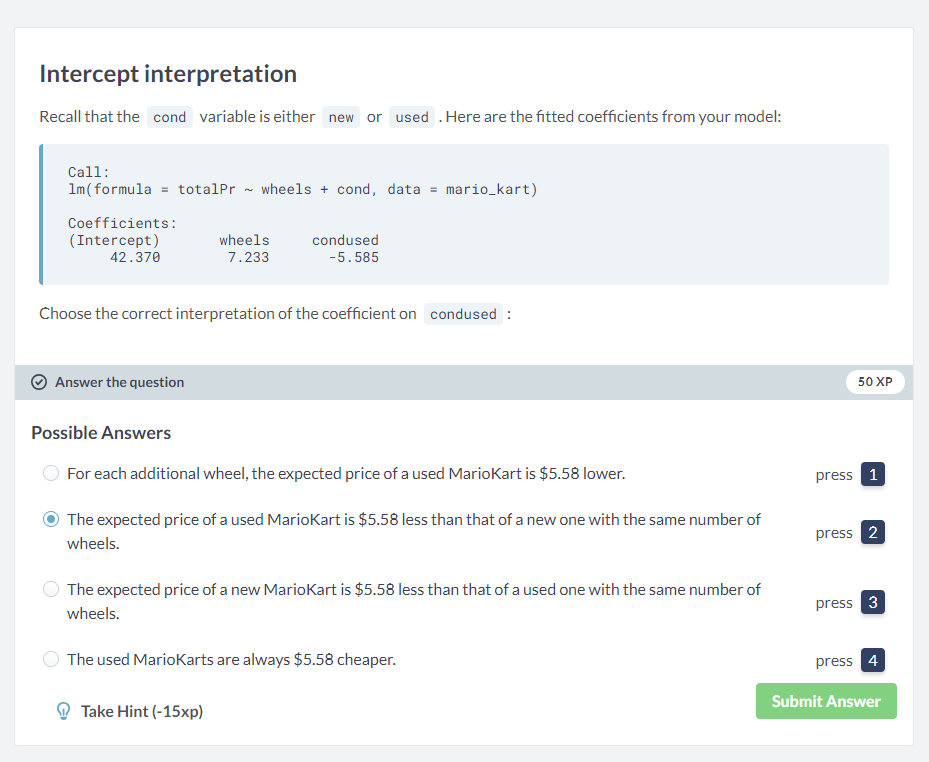 Intercept interpretation
Recall that the cond variable is either new or used . Here are the fitted coefficients from your model:
Call:
lm(formula = totalPr ~ wheels + cond, data = mario_kart)
Coefficients:
(Intercept) wheels condused
42.370 7.233 -5.585
Choose the correct interpretation of the coefficient on condused :
Answer the question 50 XP
Possible Answers
For each additional wheel, the expected price of a used MarioKart is $5.58 lower. press 1
The expected price of a used MarioKart is $5.58 less than that of a new one with the same number of
wheels. press 2
The expected price of a new MarioKart is $5.58 less than that of a used one with the same number of
wheels. press 3
The used MarioKarts are always $5.58 cheaper. press 4
Take Hint (-15xp) Submit Answer